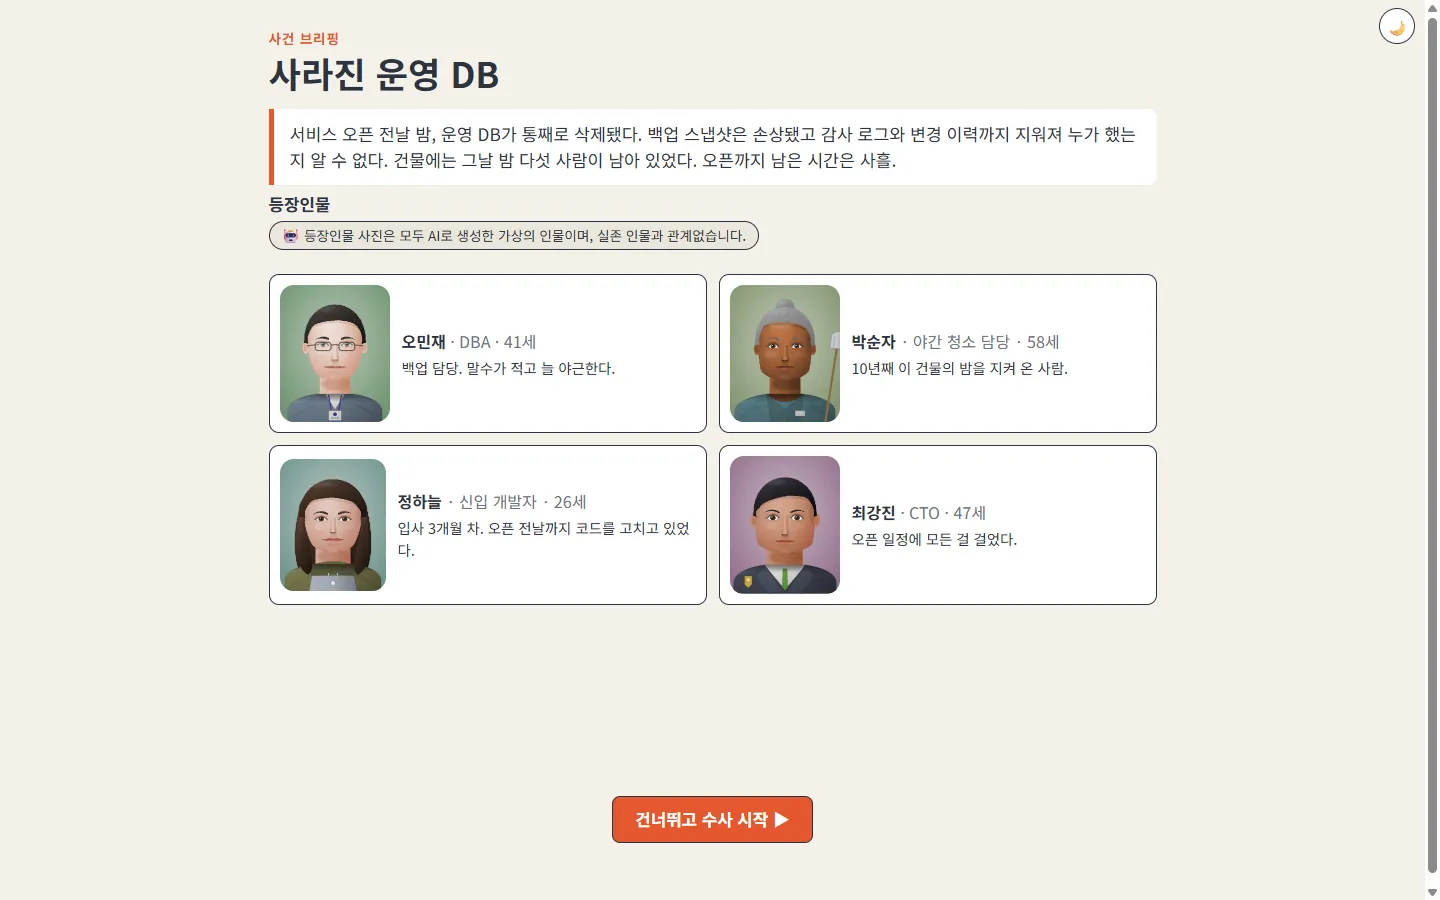 사건 브리핑
사라진 운영 DB
서비스 오픈 전날 밤, 운영 DB가 통째로 삭제됐다. 백업 스냅샷은 손상됐고 감사 로그와 변경 이력까지 지워져 누가 했는
지 알 수 없다. 건물에는 그날 밤 다섯 사람이 남아 있었다. 오픈까지 남은 시간은 사흘.
등장인물
등장인물 사진은 모두 AI로 생성한 가상의 인물이며, 실존 인물과 관계없습니다.
오민재 · DBA · 41세
백업 담당. 말수가 적고 늘 야근한다.
박순자 · 야간 청소 담당 · 58세
10년째 이 건물의 밤을 지켜 온 사람.
정하늘 · 신입 개발자 · 26세
입사 3개월 차. 오픈 전날까지 코드를 고치고 있었
다.
최강진 · CTO · 47세
오픈 일정에 모든 걸 걸었다.
건너뛰고 수사 시작 ▶